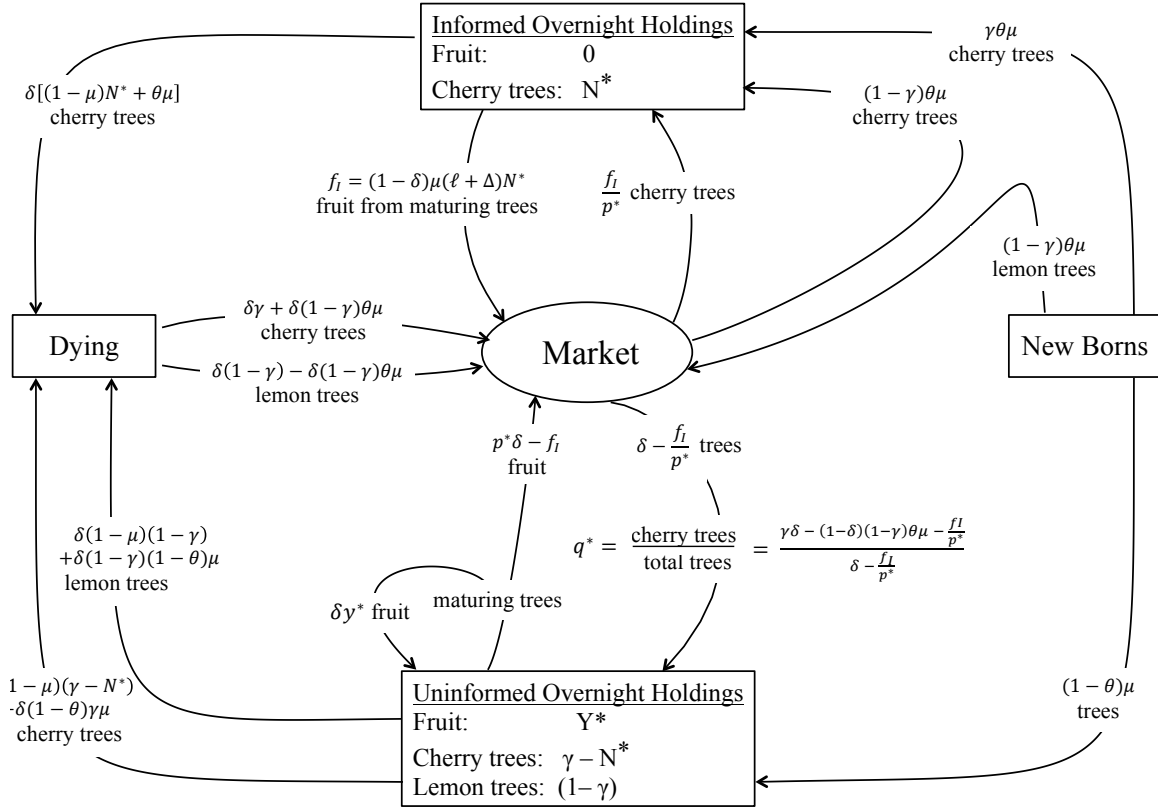 Informed Overnight Holdings
Fruit: 0
Cherry trees: N*
γθμ
cherry trees
(1−γ)θμ
cherry trees
δ[(1−μ)N* + θμ]
cherry trees
f_I = (1−δ)μ(ℓ+Δ)N*
fruit from maturing trees
f_I/p* cherry trees
(1−γ)θμ
lemon trees
Dying
δγ + δ(1−γ)θμ
cherry trees
δ(1−γ) − δ(1−γ)θμ
lemon trees
Market
New Borns
p*δ − f_I
fruit
δ − f_I/p* trees
δ(1−μ)(1−γ)
+δ(1−γ)(1−θ)μ
lemon trees
q* = cherry trees/total trees = (γδ − (1−δ)(1−γ)θμ − fI/p*)/(δ − f_I/p*)
δy* fruit
maturing trees
1−μ)(γ−N*)
-δ(1−θ)γμ
cherry trees
Uninformed Overnight Holdings
Fruit: Y*
Cherry trees: γ – N*
Lemon trees: (1– γ)
(1−θ)μ
trees